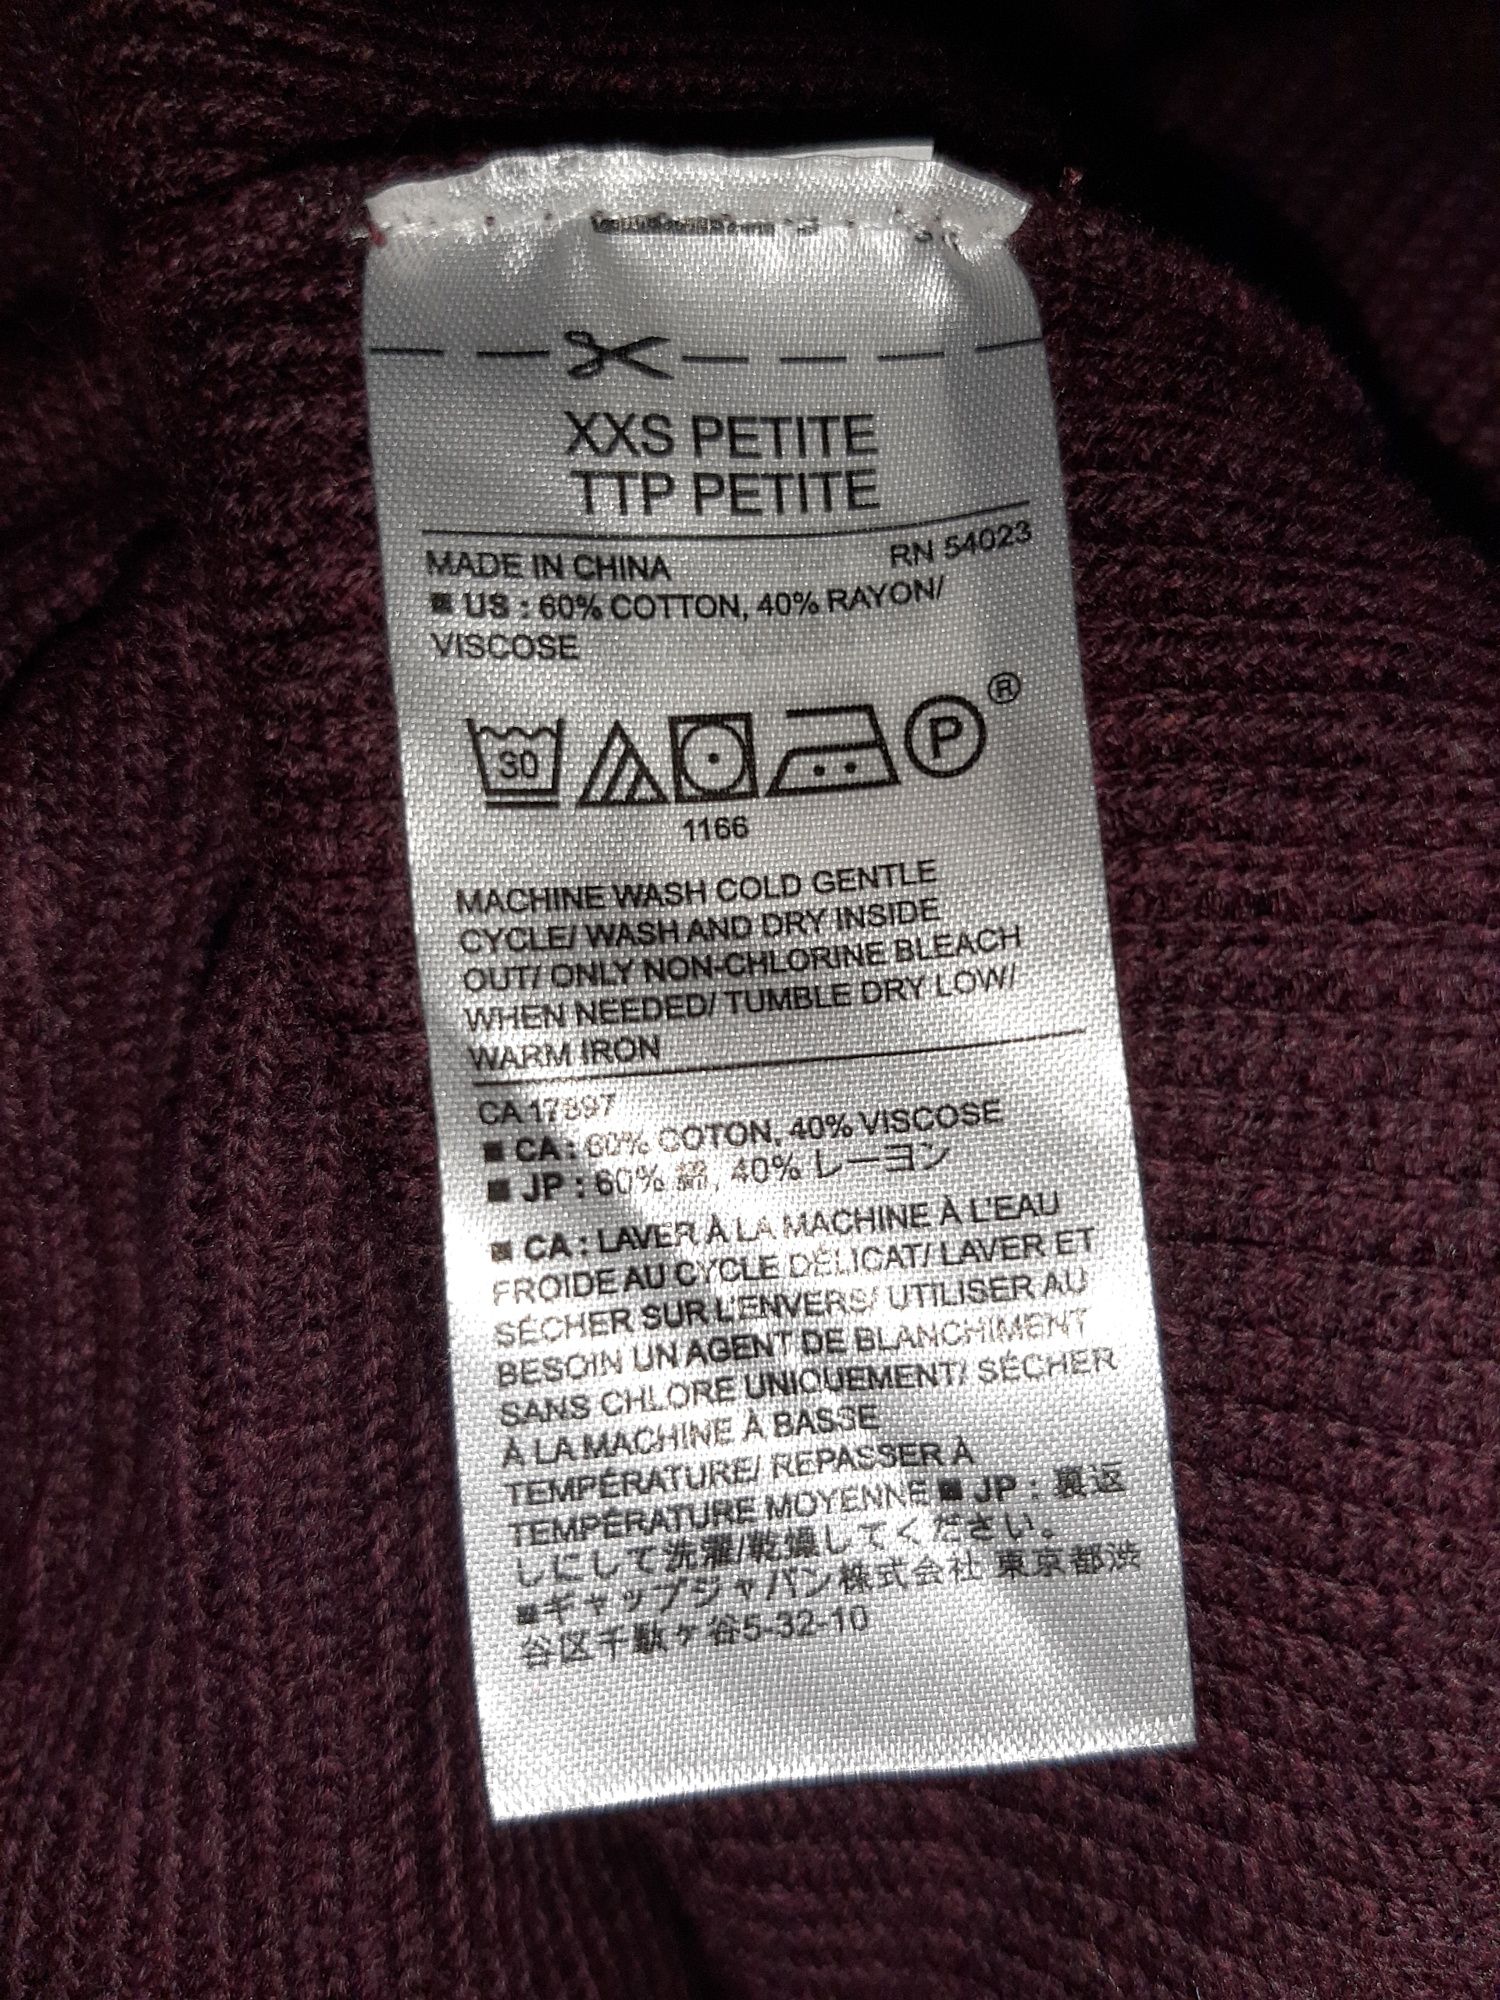 XXS PETITE
TTP PETITE
MADE IN CHINA RN 54023
■ US : 60% COTTON, 40% RAYON/
VISCOSE
30 P ®
1166
MACHINE WASH COLD GENTLE
CYCLE/ WASH AND DRY INSIDE
OUT/ ONLY NON-CHLORINE BLEACH
WHEN NEEDED/ TUMBLE DRY LOW/
WARM IRON
CA 17897
■ CA : 60% COTON, 40% VISCOSE
■ JP : 60% 綿, 40% レーヨン
■ CA : LAVER À LA MACHINE À L'EAU
FROIDE AU CYCLE DÉLICAT/ LAVER ET
SÉCHER SUR L'ENVERS/ UTILISER AU
BESOIN UN AGENT DE BLANCHIMENT
SANS CHLORE UNIQUEMENT/ SÉCHER
À LA MACHINE À BASSE
TEMPÉRATURE/ REPASSER À
TEMPÉRATURE MOYENNE ■ JP : 裏返
しにして洗濯/乾燥してください。
■ギャップジャパン株式会社 東京都渋
谷区千駄ヶ谷5-32-10